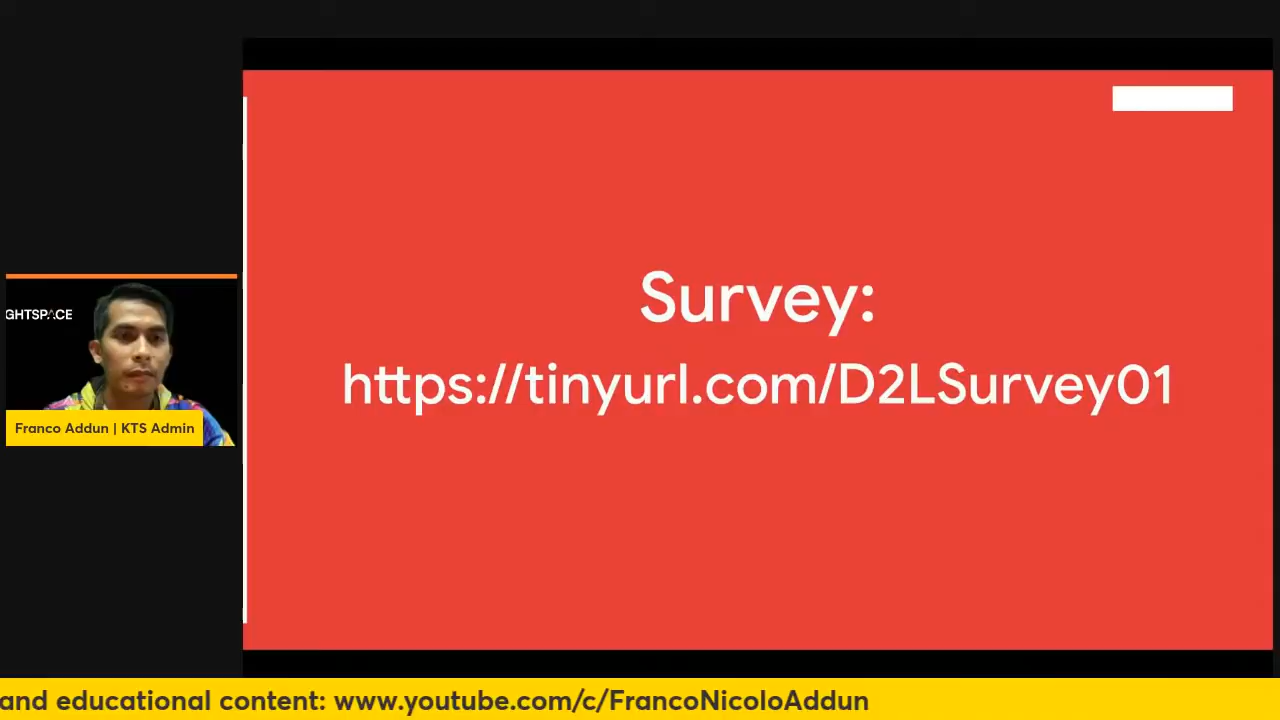 Survey:
https://tinyurl.com/D2LSurvey01
GHTSPACE
Franco Addun | KTS Admin
and educational content: www.youtube.com/c/FrancoNicoloAddun